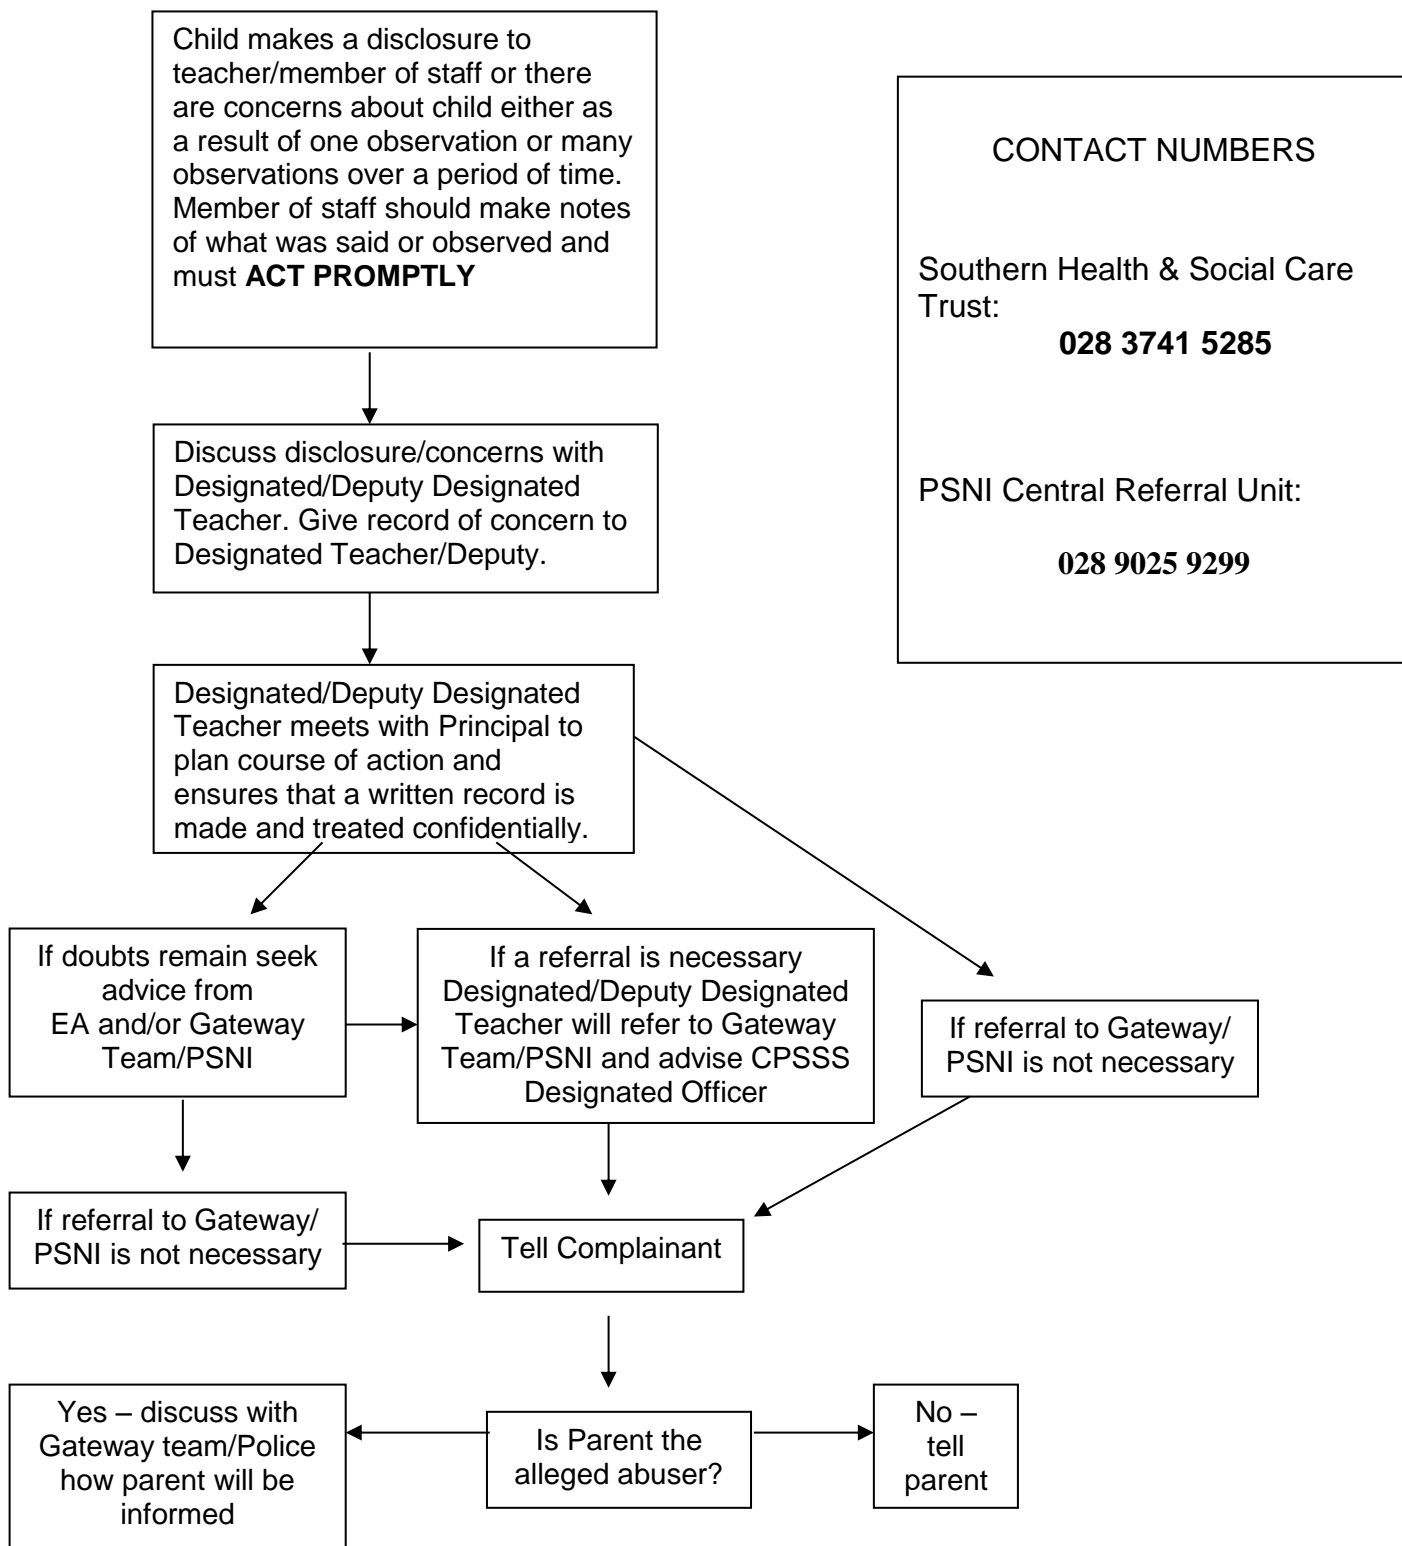 Child makes a disclosure to
teacher/member of staff or there
are concerns about child either as
a result of one observation or many
observations over a period of time.
Member of staff should make notes
of what was said or observed and
must ACT PROMPTLY
CONTACT NUMBERS
Southern Health & Social Care
Trust:
028 3741 5285
PSNI Central Referral Unit:
028 9025 9299
Discuss disclosure/concerns with
Designated/Deputy Designated
Teacher. Give record of concern to
Designated Teacher/Deputy.
Designated/Deputy Designated
Teacher meets with Principal to
plan course of action and
ensures that a written record is
made and treated confidentially.
If doubts remain seek
advice from
EA and/or Gateway
Team/PSNI
If a referral is necessary
Designated/Deputy Designated
Teacher will refer to Gateway
Team/PSNI and advise CPSSS
Designated Officer
If referral to Gateway/
PSNI is not necessary
If referral to Gateway/
PSNI is not necessary
Tell Complainant
Yes – discuss with
Gateway team/Police
how parent will be
informed
Is Parent the
alleged abuser?
No –
tell
parent